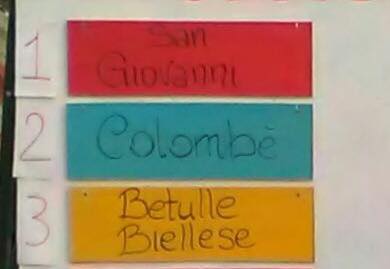 1
San
Giovanni
2
Colombè
3
Betulle
Biellese